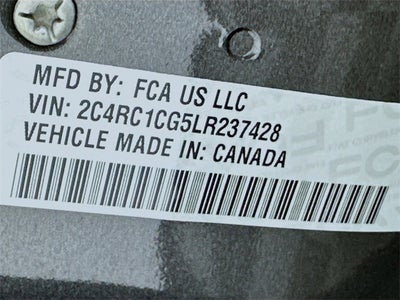 MFD BY: FCA US LLC
VIN: 2C4RC1CG5LR237428
VEHICLE MADE IN: CANADA